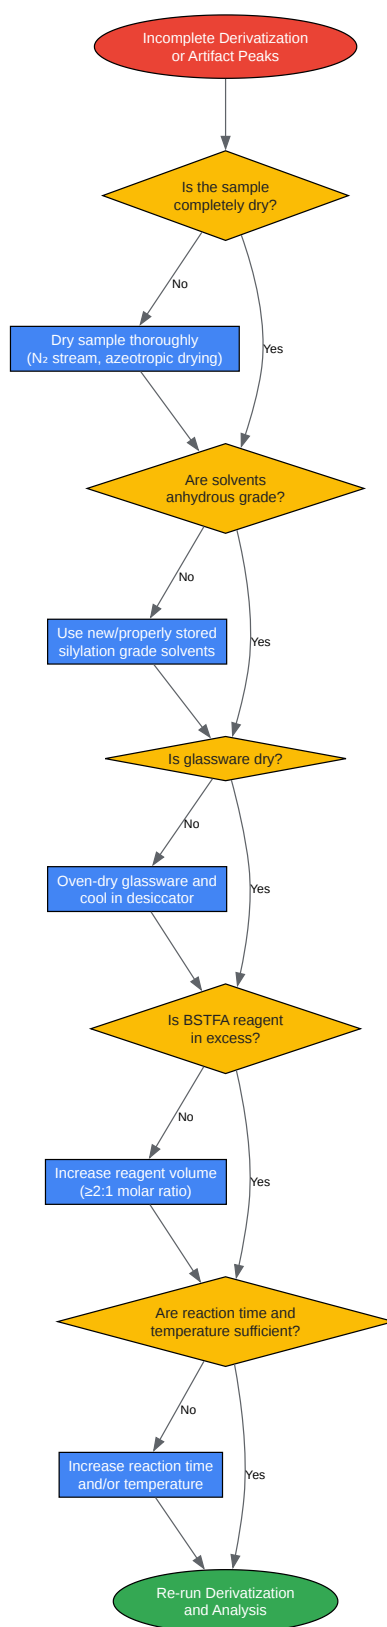 Incomplete Derivatization
or Artifact Peaks
Is the sample
completely dry?
No
Dry sample thoroughly
(N₂ stream, azeotropic drying)
Yes
Are solvents
anhydrous grade?
No
Use new/properly stored
silylation grade solvents
Yes
Is glassware dry?
No
Oven-dry glassware and
cool in desiccator
Yes
Is BSTFA reagent
in excess?
No
Increase reagent volume
(≥2:1 molar ratio)
Yes
Are reaction time and
temperature sufficient?
No
Increase reaction time
and/or temperature
Yes
Re-run Derivatization
and Analysis